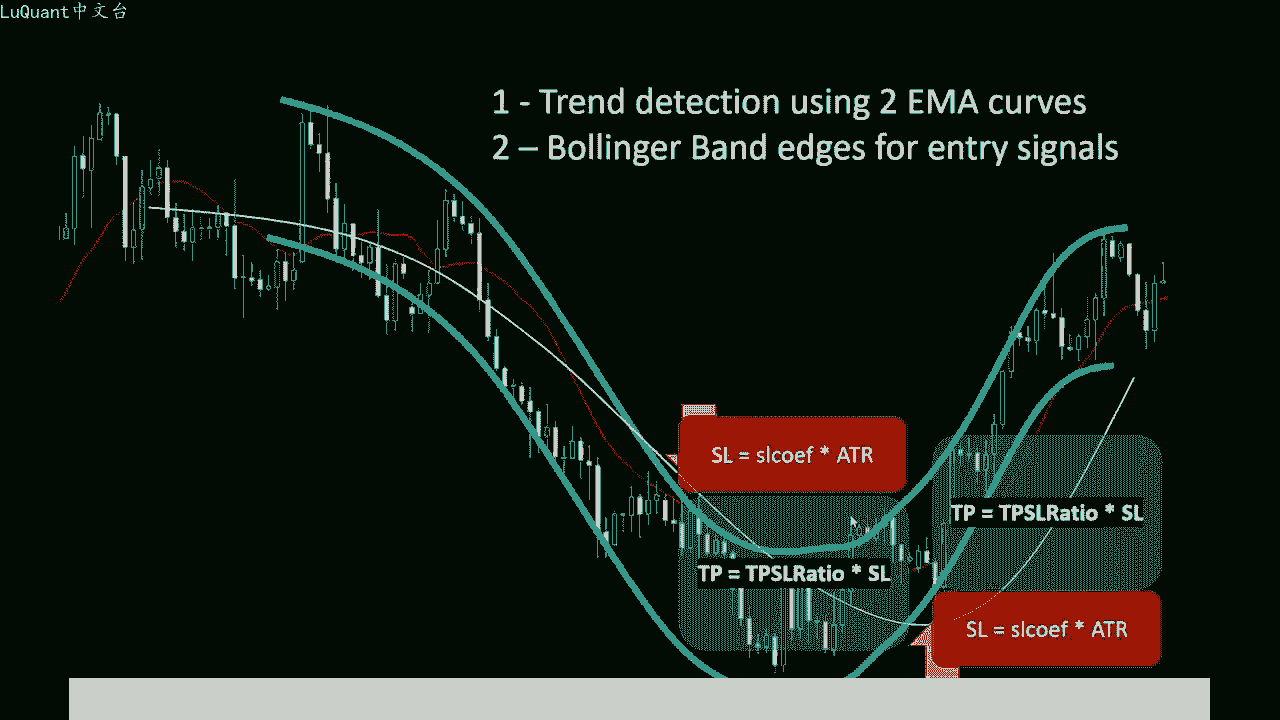 LuQuant中文台
1 - Trend detection using 2 EMA curves
2 – Bollinger Band edges for entry signals
SL = slcoef * ATR
TP = TPSLRatio * SL
TP = TPSLRatio * SL
SL = slcoef * ATR